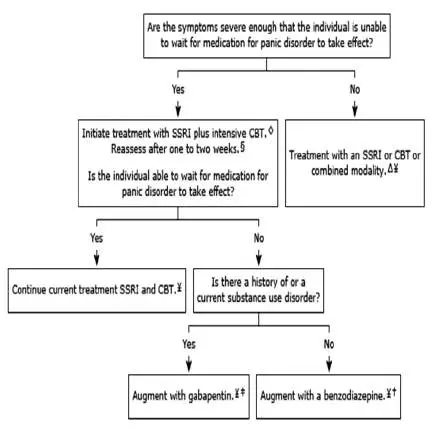 Are the symptoms severe enough that the individual is unable
to wait for medication for panic disorder to take effect?
Yes
No
Initiate treatment with SSRI plus intensive CBT.◊
Reassess after one to two weeks.§
Is the individual able to wait for medication for
panic disorder to take effect?
Treatment with an SSRI or CBT or
combined modality.Δ¥
Yes
No
Continue current treatment SSRI and CBT.¥
Is there a history of or a
current substance use disorder?
Yes
No
Augment with gabapentin.¥‡
Augment with a benzodiazepine.¥†